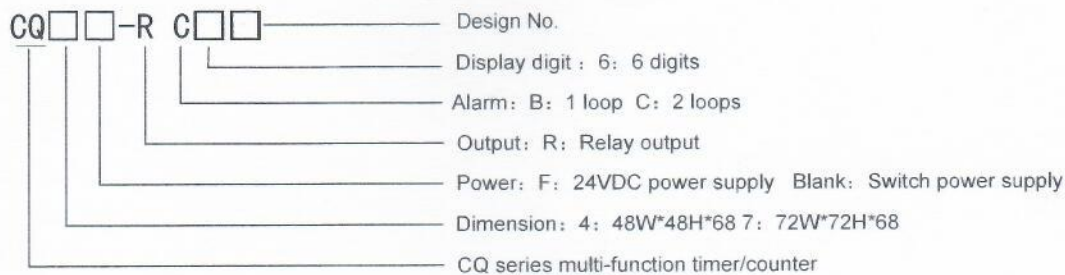 CQ□□-R C□□ Design No.
Display digit：6：6 digits
Alarm：B：1 loop C：2 loops
Output：R：Relay output
Power：F：24VDC power supply Blank：Switch power supply
Dimension：4：48W*48H*68 7：72W*72H*68
CQ series multi-function timer/counter